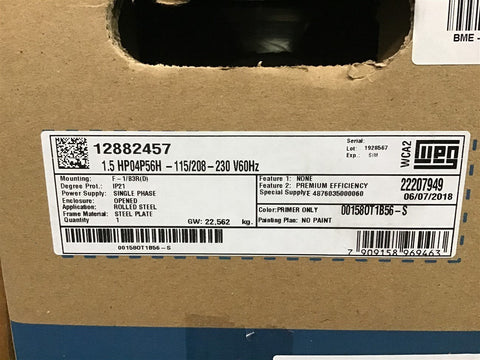 BME -
12882457
1.5 HP04P56H -115/208-230 V60Hz
Serial:
Lot: 1928567
Exp.: S/M
WCA2
WEG
Mounting: F-1/B3R(D)
Degree Prot.: IP21
Power Supply: SINGLE PHASE
Enclosure: OPENED
Application: ROLLED STEEL
Frame Material: STEEL PLATE
Quantity 1
GW: 22.562 kg.
Feature 1: NONE
Feature 2: PREMIUM EFFICIENCY
Special Supply: 4876035000060
22207949
06/07/2018
Color: PRIMER ONLY
Painting Plan: NO PAINT
00158OT1B56-S
00158OT1B56-S
7 909158 969463